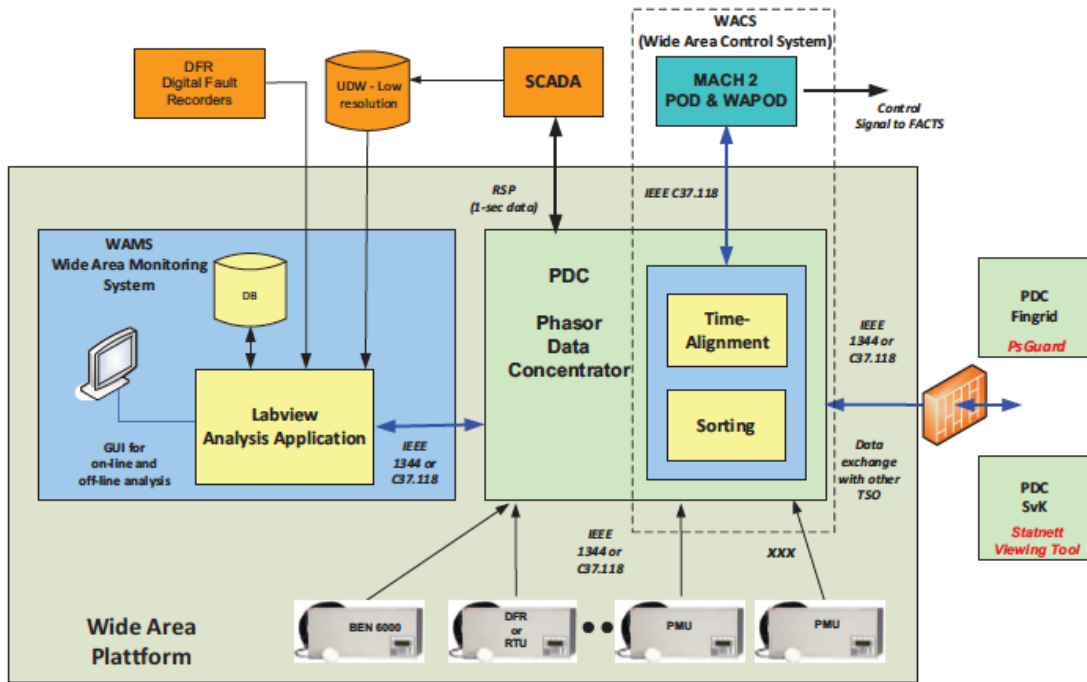 WACS
(Wide Area Control System)
DFR
Digital Fault
Recorders
UDW - Low
resolution
SCADA
MACH 2
POD & WAPOD
Control
Signal to FACTS
RSP
(1-sec data)
IEEE C37.118
WAMS
Wide Area Monitoring
System
DB
Labview
Analysis Application
GUI for
on-line and
off-line analysis
IEEE
1344 or
C37.118
PDC
Phasor
Data
Concentrator
Time-
Alignment
Sorting
IEEE
1344 or
C37.118
Data
exchange
with other
TSO
PDC
Fingrid
PsGuard
PDC
SvK
Statnett
Viewing Tool
IEEE
1344 or
C37.118
XXX
BEN 6000
DFR
or
RTU
PMU
PMU
Wide Area
Plattform